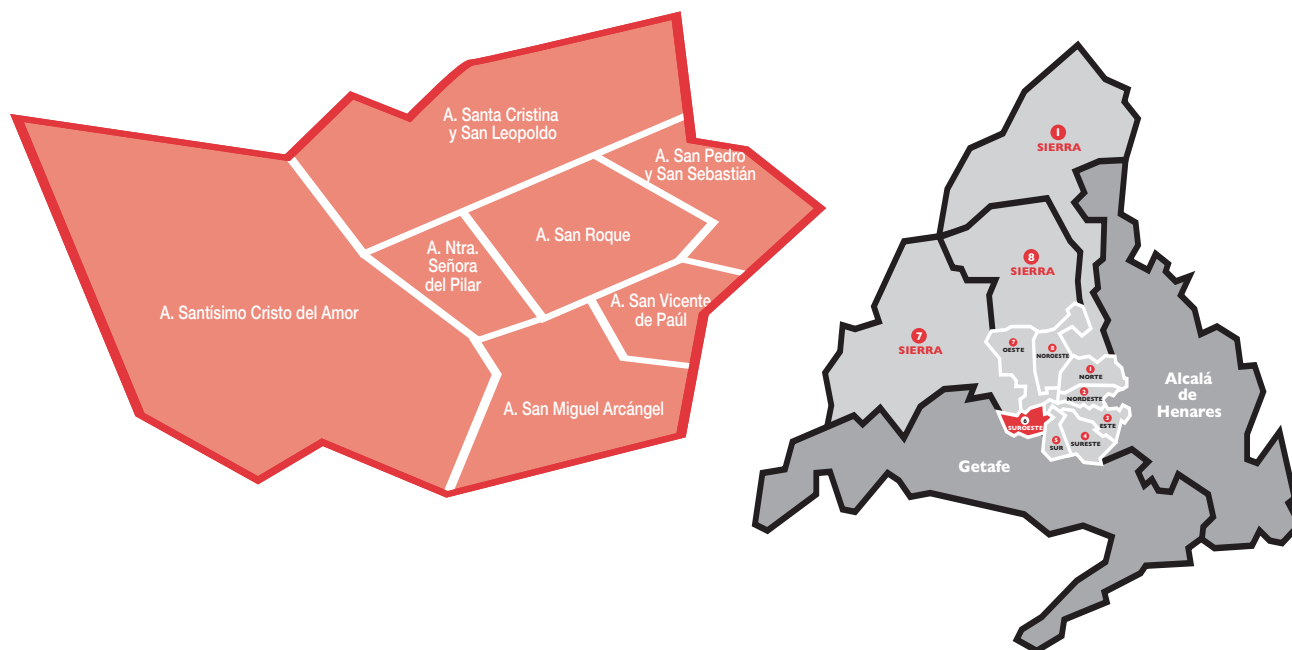 A. Santa Cristina
y San Leopoldo
A. San Pedro
y San Sebastián
A. San Roque
A. Ntra.
Señora
del Pilar
A. Santísimo Cristo del Amor
A. San Vicente
de Paúl
A. San Miguel Arcángel
1
SIERRA
8
SIERRA
7
SIERRA
7
OESTE
8
NOROESTE
1
NORTE
2
NORDESTE
3
ESTE
6
SUROESTE
5
SUR
4
SURESTE
Alcalá
de
Henares
Getafe